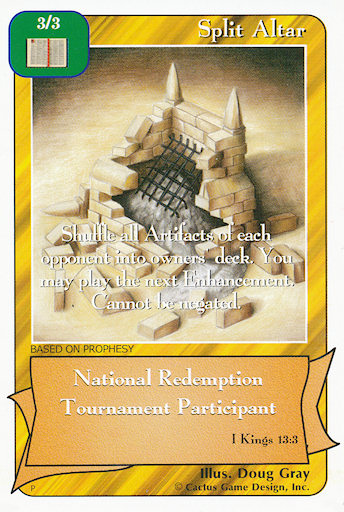 3/3
Split Altar
Shuffle all Artifacts of each
opponent into owners' deck. You
may play the next Enhancement.
Cannot be negated.
BASED ON PROPHESY
National Redemption
Tournament Participant
I Kings 13:3
Illus. Doug Gray
P
© Cactus Game Design, Inc.